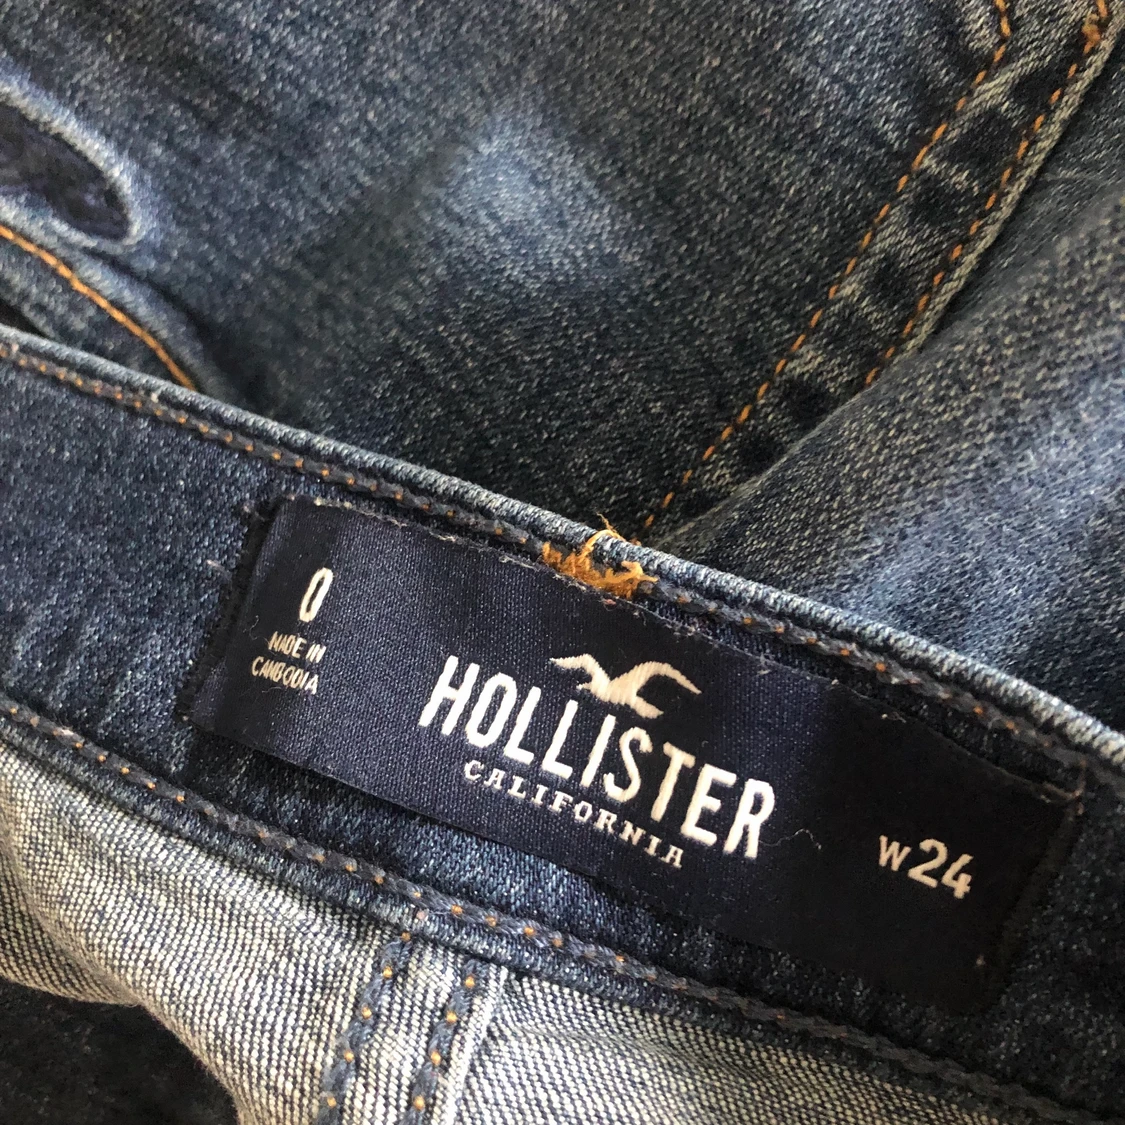 0
MADE IN
CAMBODIA
HOLLISTER
CALIFORNIA
W24